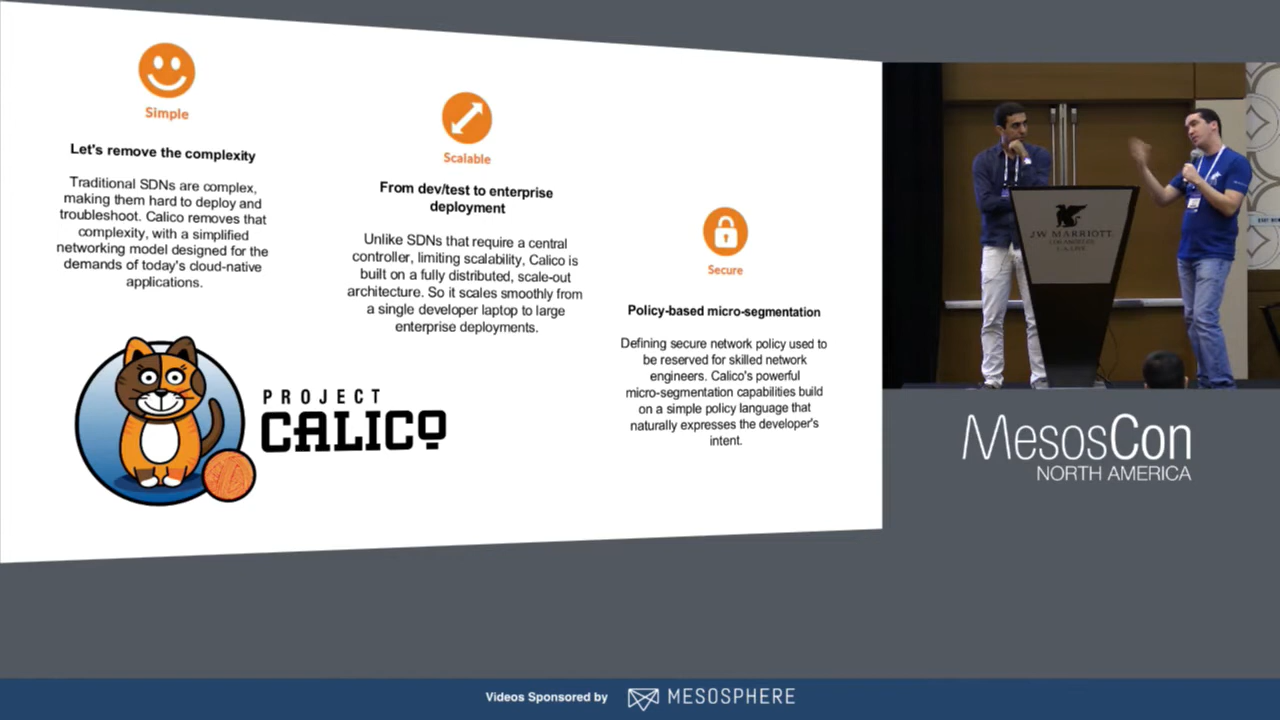 Simple
Let's remove the complexity
Traditional SDNs are complex,
making them hard to deploy and
troubleshoot. Calico removes that
complexity, with a simplified
networking model designed for the
demands of today's cloud-native
applications.
Scalable
From dev/test to enterprise
deployment
Unlike SDNs that require a central
controller, limiting scalability, Calico is
built on a fully distributed, scale-out
architecture. So it scales smoothly from
a single developer laptop to large
enterprise deployments.
Secure
Policy-based micro-segmentation
Defining secure network policy used to
be reserved for skilled network
engineers. Calico's powerful
micro-segmentation capabilities build
on a simple policy language that
naturally expresses the developer's
intent.
PROJECT
CALICO
JW MARRIOTT
LOS ANGELES
L.A. LIVE
MesosCon
NORTH AMERICA
Videos Sponsored by
MESOSPHERE